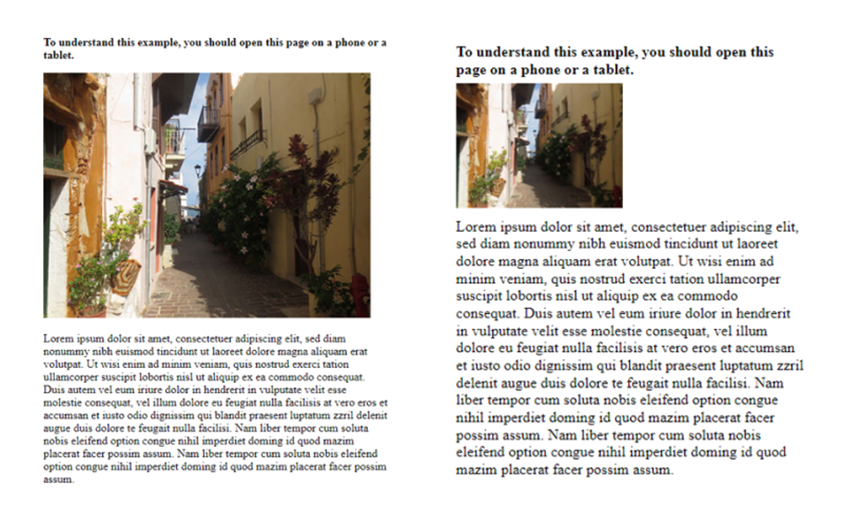 To understand this example, you should open this page on a phone or a
tablet.
Lorem ipsum dolor sit amet, consectetuer adipiscing elit, sed diam
nonummy nibh euismod tincidunt ut laoreet dolore magna aliquam erat
volutpat. Ut wisi enim ad minim veniam, quis nostrud exerci tation
ullamcorper suscipit lobortis nisl ut aliquip ex ea commodo consequat.
Duis autem vel eum iriure dolor in hendrerit in vulputate velit esse
molestie consequat, vel illum dolore eu feugiat nulla facilisis at vero eros et
accumsan et iusto odio dignissim qui blandit praesent luptatum zzril delenit
augue duis dolore te feugait nulla facilisi. Nam liber tempor cum soluta
nobis eleifend option congue nihil imperdiet doming id quod mazim
placerat facer possim assum. Nam liber tempor cum soluta nobis eleifend
option congue nihil imperdiet doming id quod mazim placerat facer possim
assum.
To understand this example, you should open this
page on a phone or a tablet.
Lorem ipsum dolor sit amet, consectetuer adipiscing elit,
sed diam nonummy nibh euismod tincidunt ut laoreet
dolore magna aliquam erat volutpat. Ut wisi enim ad
minim veniam, quis nostrud exerci tation ullamcorper
suscipit lobortis nisl ut aliquip ex ea commodo
consequat. Duis autem vel eum iriure dolor in hendrerit
in vulputate velit esse molestie consequat, vel illum
dolore eu feugiat nulla facilisis at vero eros et accumsan
et iusto odio dignissim qui blandit praesent luptatum zzril
delenit augue duis dolore te feugait nulla facilisi. Nam
liber tempor cum soluta nobis eleifend option congue
nihil imperdiet doming id quod mazim placerat facer
possim assum. Nam liber tempor cum soluta nobis
eleifend option congue nihil imperdiet doming id quod
mazim placerat facer possim assum.